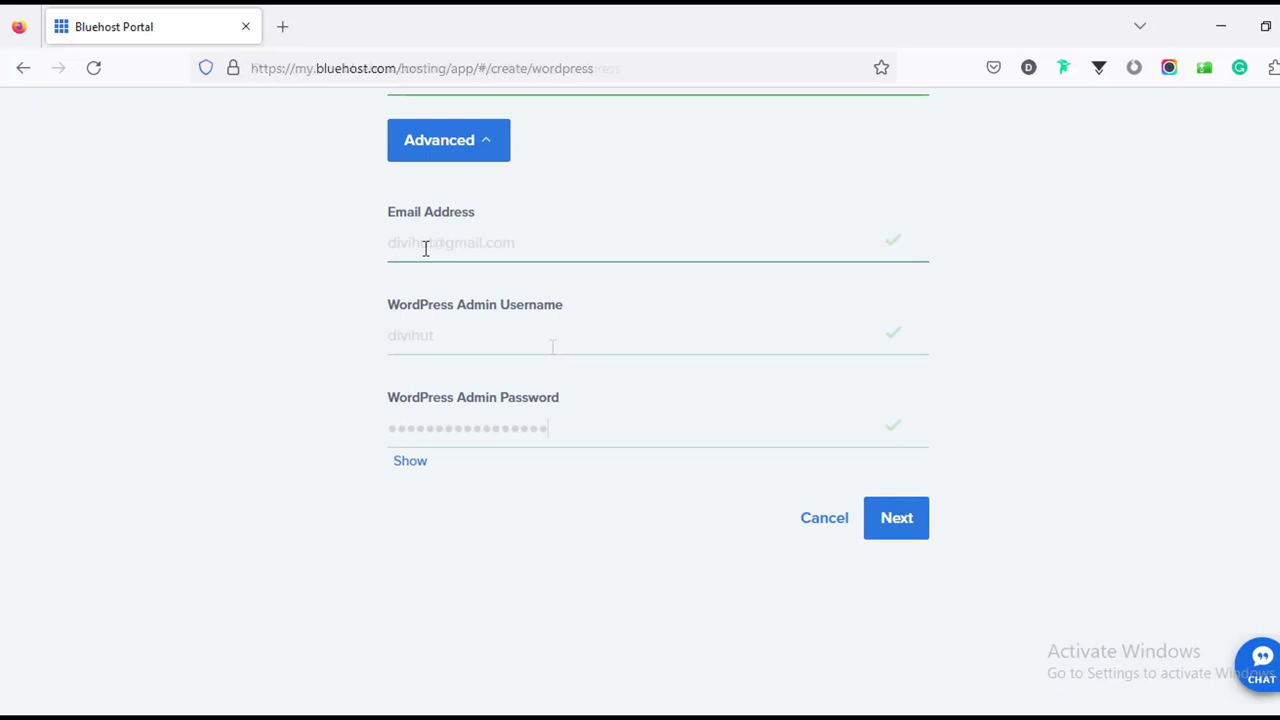 Bluehost Portal
https://my.bluehost.com/hosting/app/#/create/wordpress
Advanced
Email Address
divihut@gmail.com
WordPress Admin Username
divihut
WordPress Admin Password
•••••••••••••••••
Show
Cancel Next
Activate Windows
Go to Settings to activate Windows
CHAT